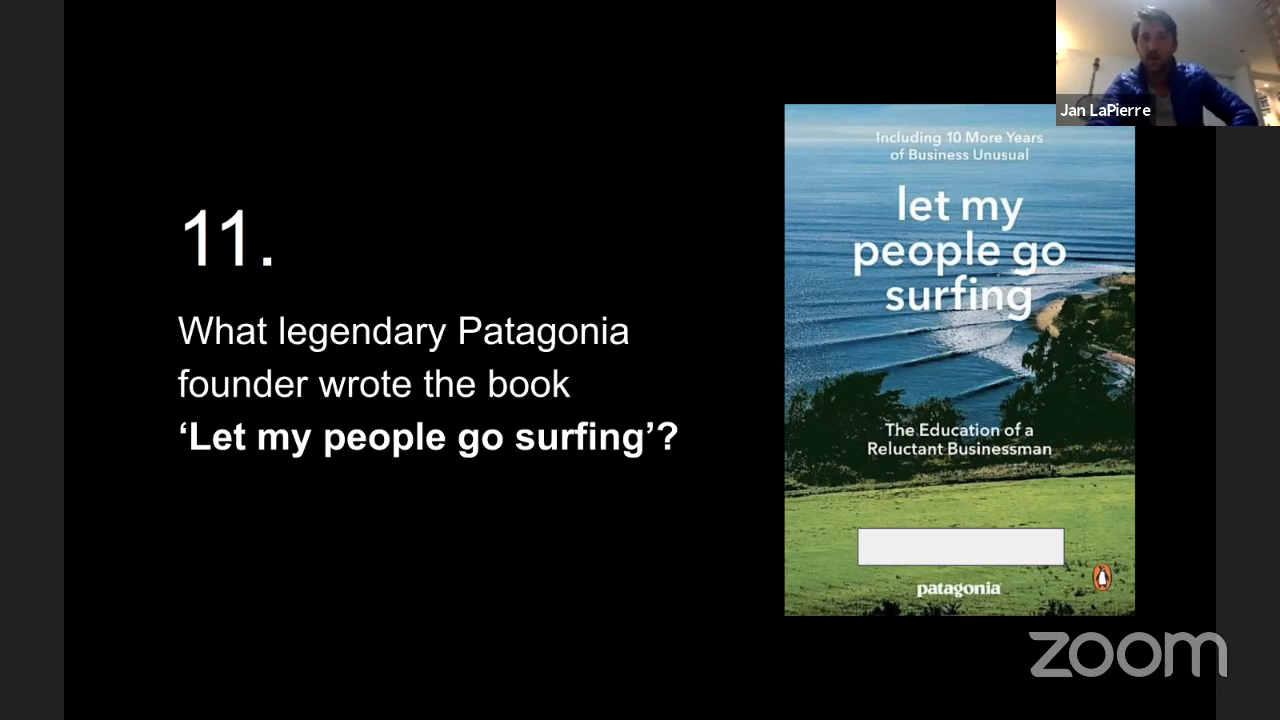 11.
What legendary Patagonia
founder wrote the book
‘Let my people go surfing’?
Including 10 More Years
of Business Unusual
let my
people go
surfing
The Education of a
Reluctant Businessman
patagonia
Jan LaPierre
zoom